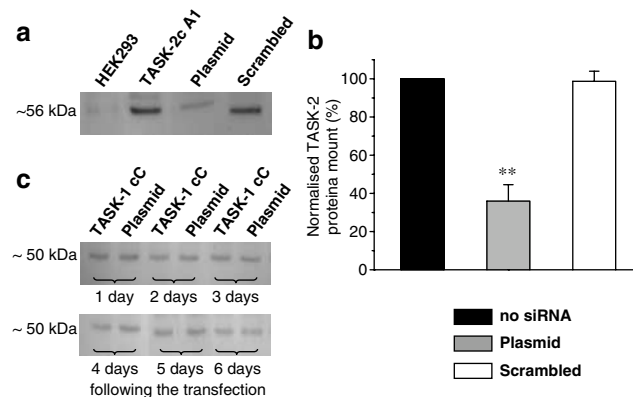 a
HEK293
TASK-2c A1
Plasmid
Scrambled
~56 kDa
b
Normalised TASK-2
proteina mount (%)
100
80
60
40
20
0
**
no siRNA
Plasmid
Scrambled
c
TASK-1 cC
Plasmid
TASK-1 cC
Plasmid
TASK-1 cC
Plasmid
~ 50 kDa
1 day
2 days
3 days
~ 50 kDa
4 days
5 days
6 days
following the transfection